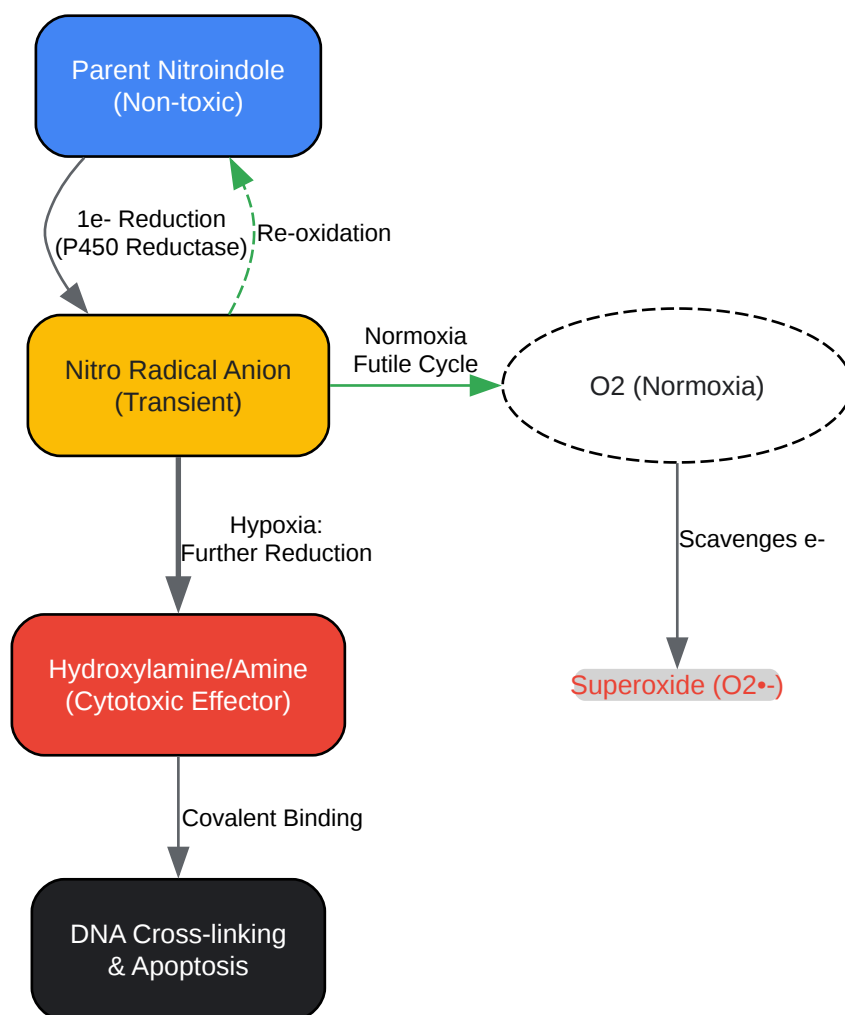 Parent Nitroindole
(Non-toxic)
1e- Reduction
(P450 Reductase)
Re-oxidation
Nitro Radical Anion
(Transient)
Normoxia
Futile Cycle
O2 (Normoxia)
Hypoxia:
Further Reduction
Scavenges e-
Hydroxylamine/Amine
(Cytotoxic Effector)
Superoxide (O2•-)
Covalent Binding
DNA Cross-linking
& Apoptosis